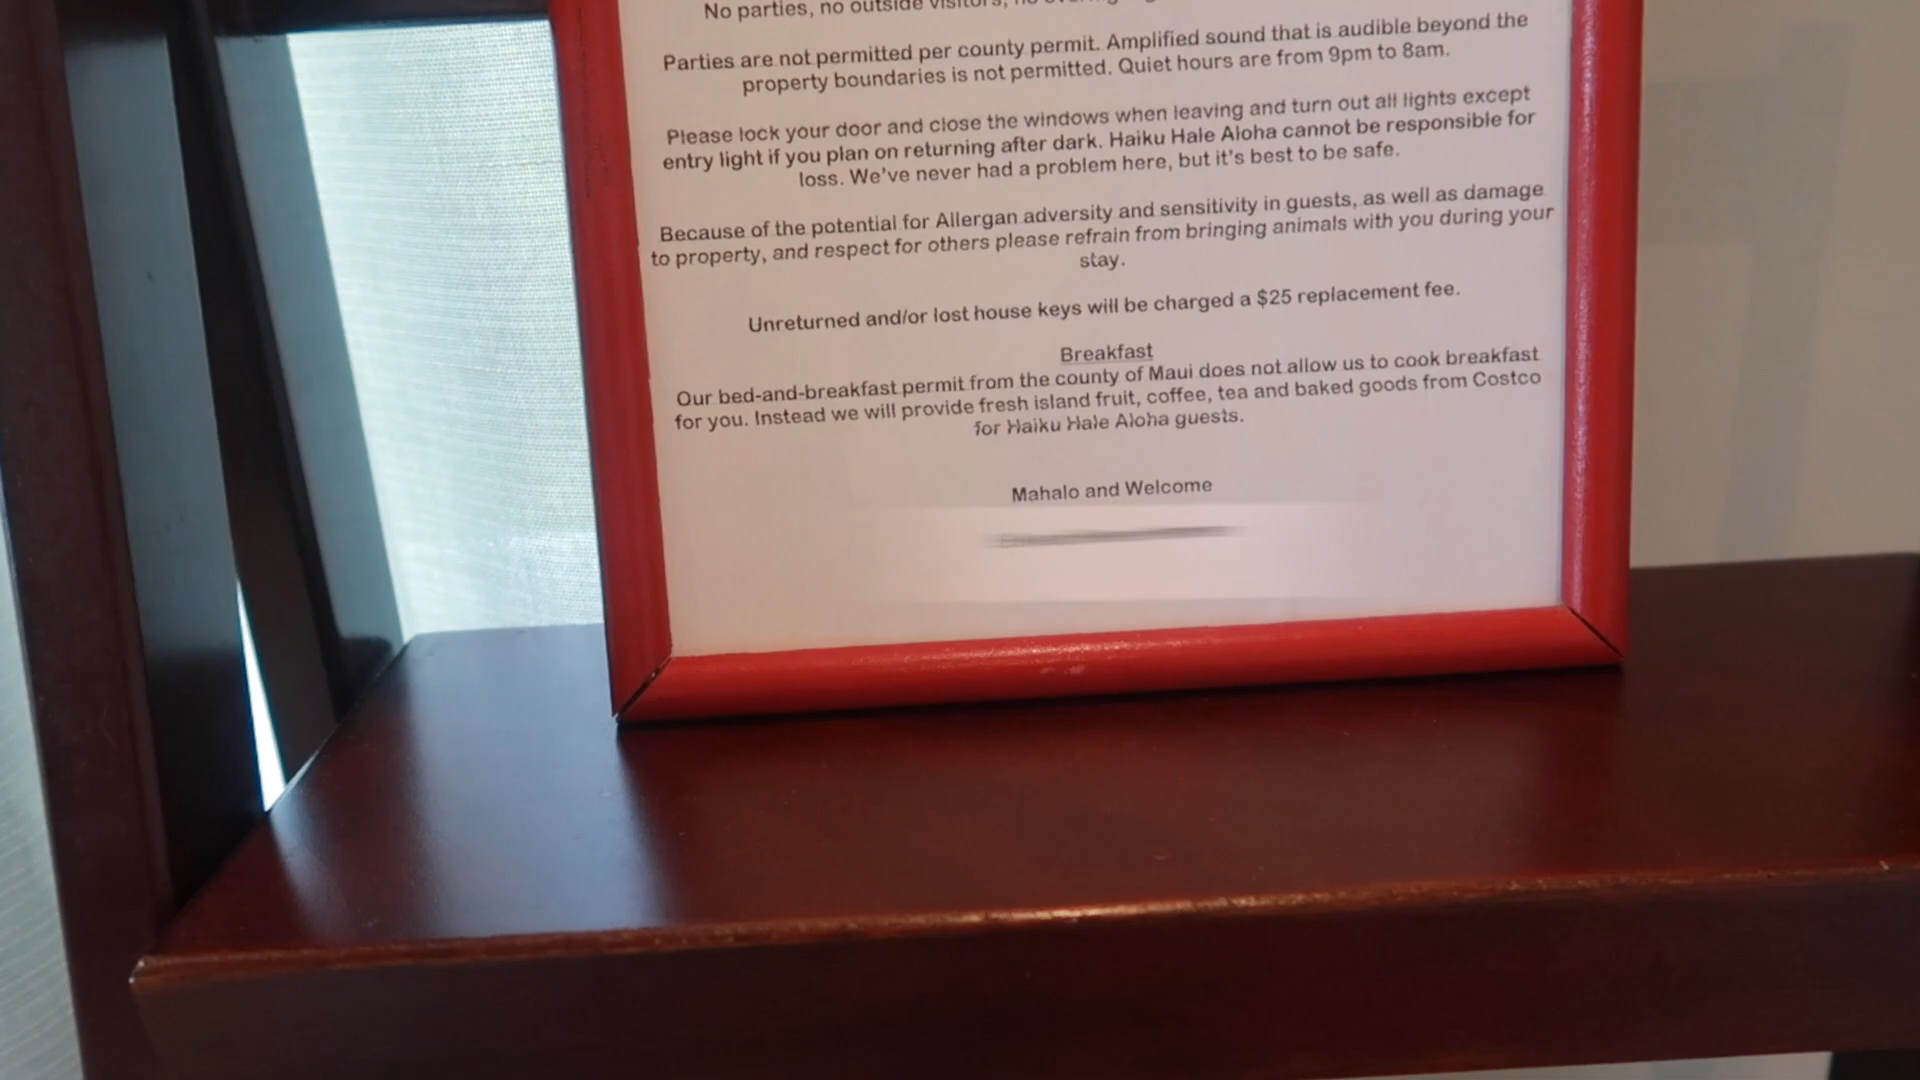 No parties, no outside visitors, no
Parties are not permitted per county permit. Amplified sound that is audible beyond the
property boundaries is not permitted. Quiet hours are from 9pm to 8am.
Please lock your door and close the windows when leaving and turn out all lights except
entry light if you plan on returning after dark. Haiku Hale Aloha cannot be responsible for
loss. We've never had a problem here, but it's best to be safe.
Because of the potential for Allergan adversity and sensitivity in guests, as well as damage
to property, and respect for others please refrain from bringing animals with you during your
stay.
Unreturned and/or lost house keys will be charged a $25 replacement fee.
Breakfast
Our bed-and-breakfast permit from the county of Maui does not allow us to cook breakfast
for you. Instead we will provide fresh island fruit, coffee, tea and baked goods from Costco
for Haiku Hale Aloha guests.
Mahalo and Welcome